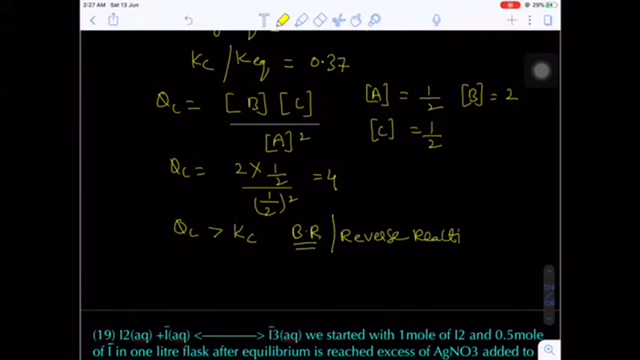 2:27 AM Sat 13 Jun
29%
Kc / Keq = 0.37
Qc = [B] [C] / [A]²
[A] = 1/2 [B] = 2
[C] = 1/2
Qc = 2 × 1/2 / (1/2)² = 4
Qc > Kc B.R | Reverse Reacti
(19) I2(aq) +I̅(aq) <————–> I̅3(aq) we started with 1mole of I2 and 0.5mole
of I̅ in one litre flask after equilibrium is reached excess of AgNO3 added to